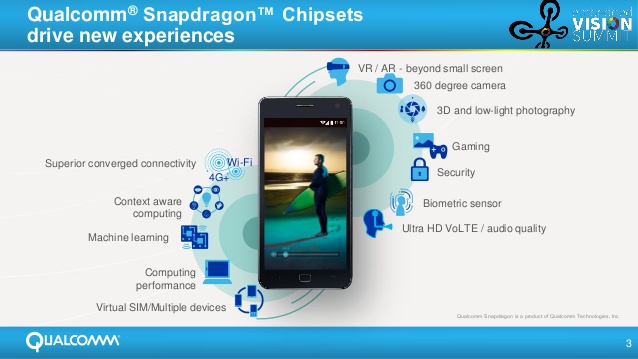 Qualcomm® Snapdragon™ Chipsets
drive new experiences
embedded
VISION
SUMMIT
VR / AR - beyond small screen
360 degree camera
3D and low-light photography
Gaming
Security
Biometric sensor
Ultra HD VoLTE / audio quality
Superior converged connectivity
Wi-Fi
4G+
Context aware
computing
Machine learning
Computing
performance
Virtual SIM/Multiple devices
Qualcomm Snapdragon is a product of Qualcomm Technologies, Inc.
QUALCOMM®
3